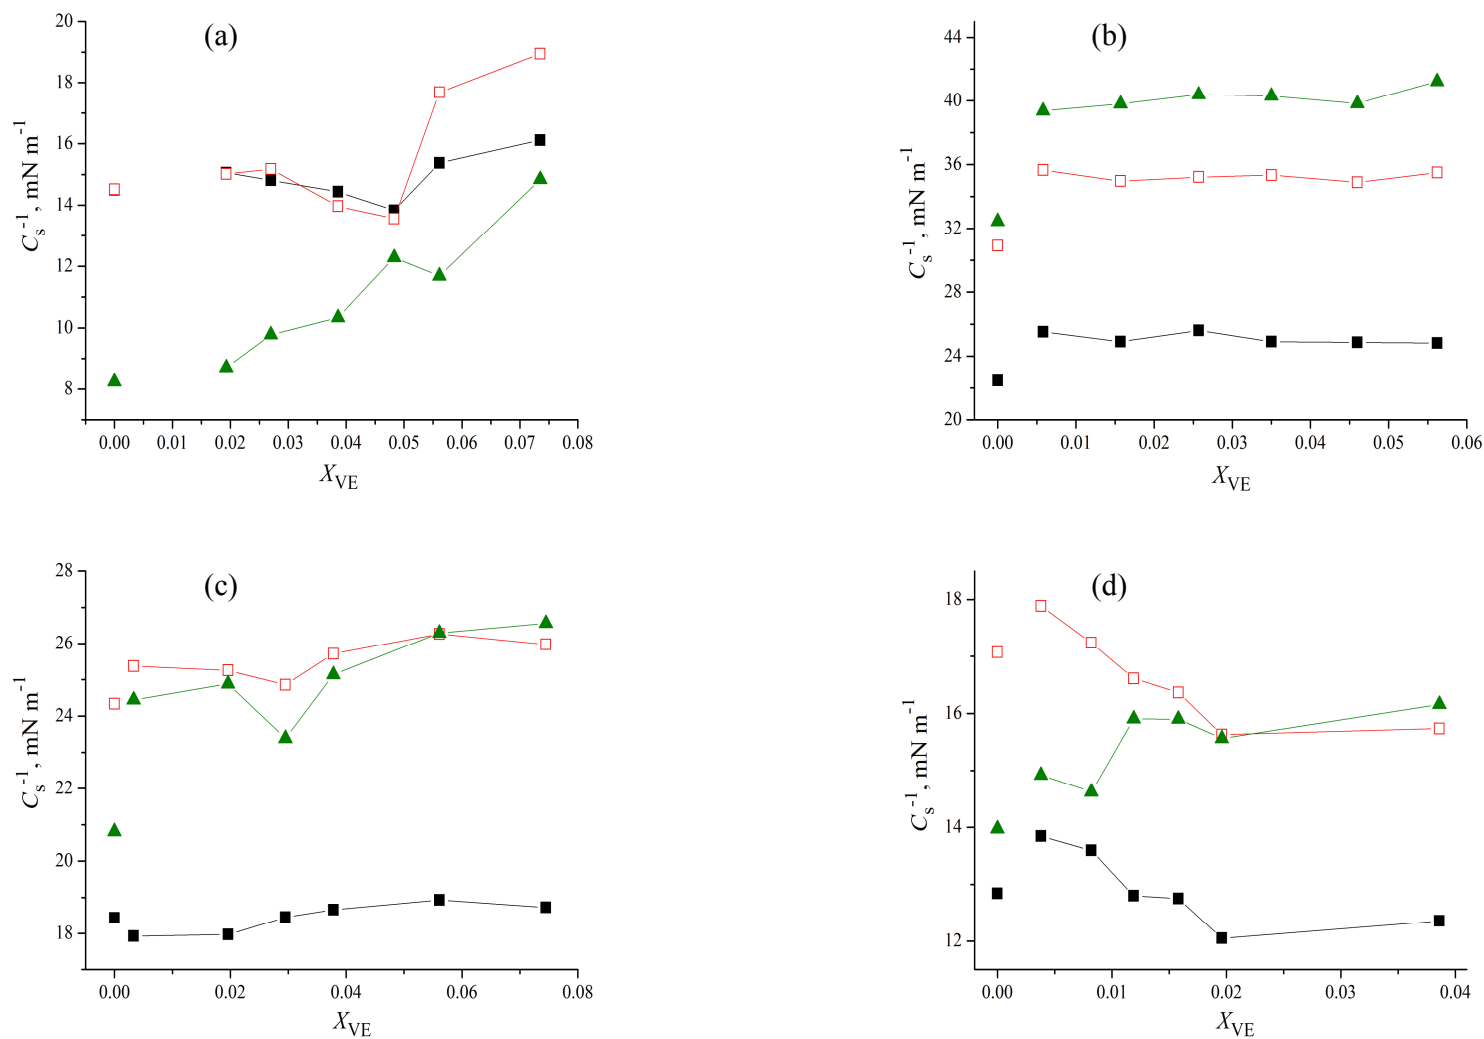 (a)
20
18
16
14
12
10
8
C_s^-1, mN m^-1
0.00 0.01 0.02 0.03 0.04 0.05 0.06 0.07 0.08
X_VE
(b)
44
40
36
32
28
24
20
C_s^-1, mN m^-1
0.00 0.01 0.02 0.03 0.04 0.05 0.06
X_VE
(c)
28
26
24
22
20
18
C_s^-1, mN m^-1
0.00 0.02 0.04 0.06 0.08
X_VE
(d)
18
16
14
12
C_s^-1, mN m^-1
0.00 0.01 0.02 0.03 0.04
X_VE